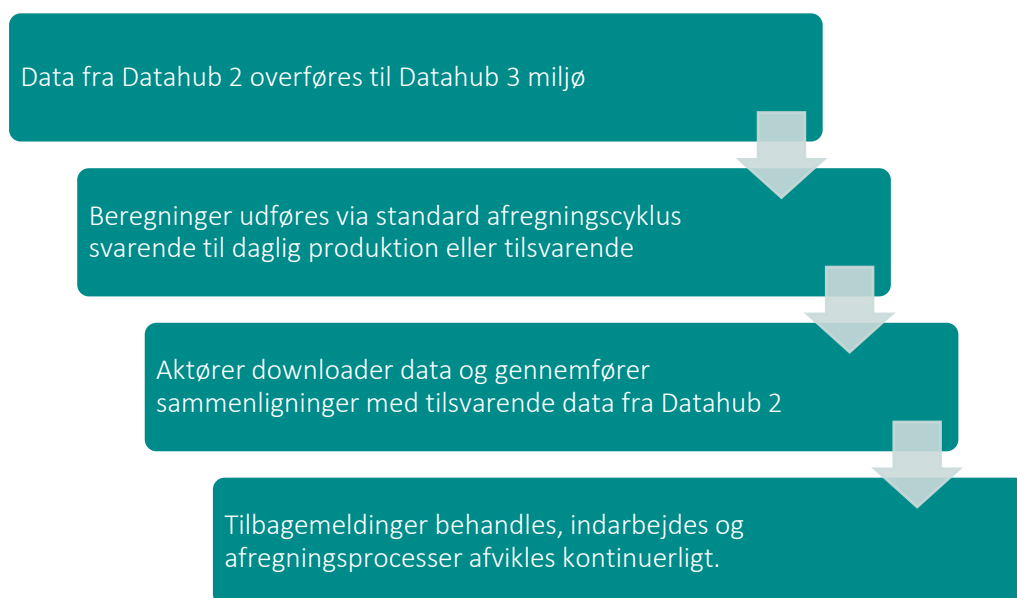 Data fra Datahub 2 overføres til Datahub 3 miljø
Beregninger udføres via standard afregningscyklus
svarende til daglig produktion eller tilsvarende
Aktører downloader data og gennemfører
sammenligninger med tilsvarende data fra Datahub 2
Tilbagemeldinger behandles, indarbejdes og
afregningsprocesser afvikles kontinuerligt.